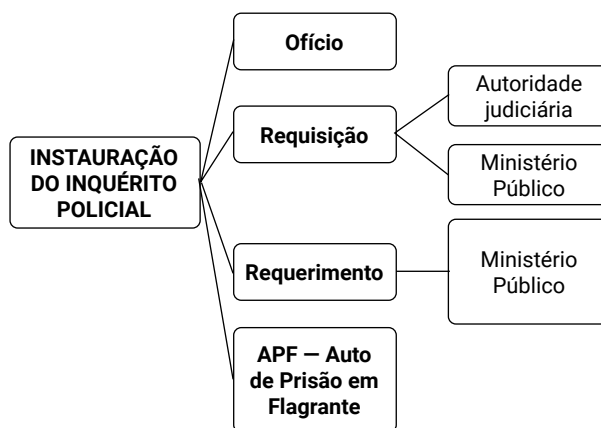 Ofício
Requisição
Autoridade
judiciária
Ministério
Público
INSTAURAÇÃO
DO INQUÉRITO
POLICIAL
Requerimento
Ministério
Público
APF — Auto
de Prisão em
Flagrante